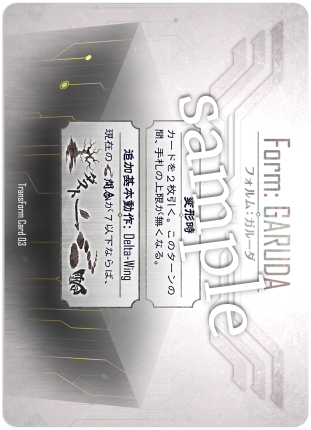 Form: GARUDA
フォルム：ガルーダ
変形時
カードを２枚引く。このターンの
間、手札の上限が無くなる。
追加基本動作: Delta-Wing
現在の
が７以下ならば、
ダスト
Transform Card 03
sample